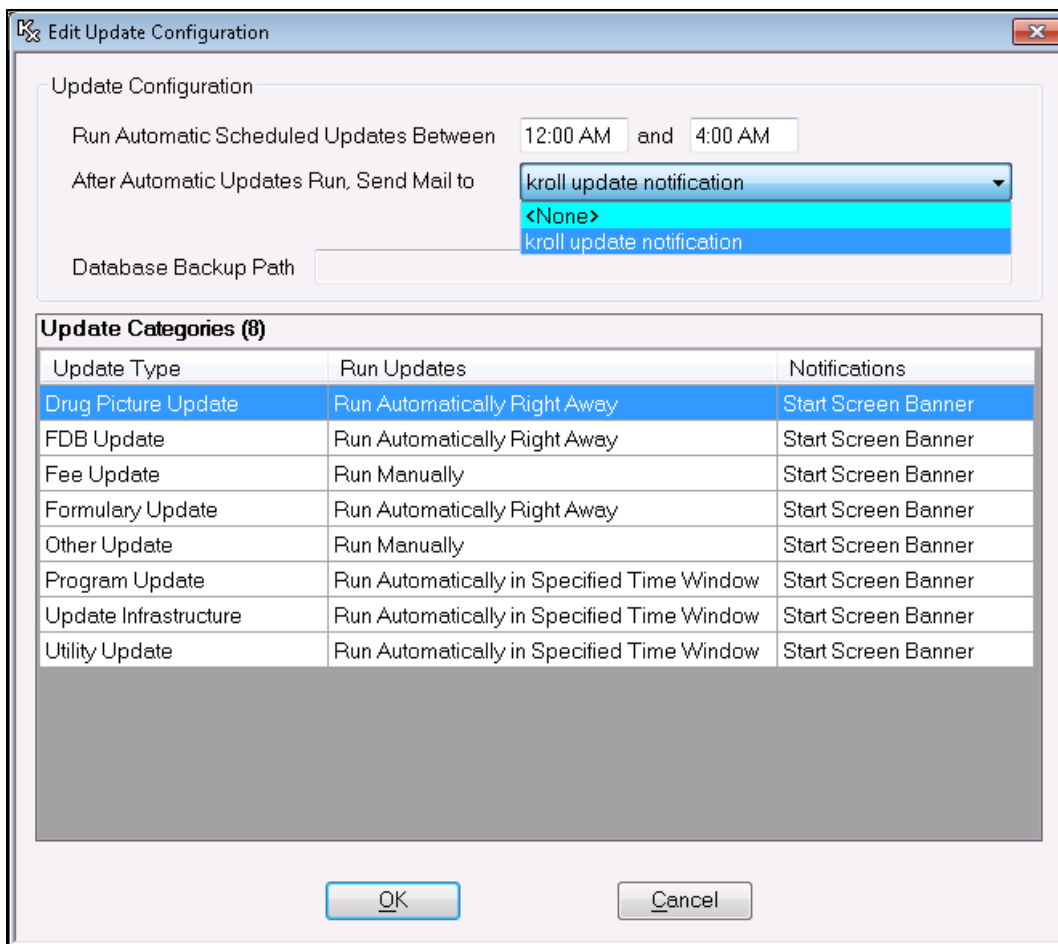 Kx Edit Update Configuration
Update Configuration
Run Automatic Scheduled Updates Between 12:00 AM and 4:00 AM
After Automatic Updates Run, Send Mail to kroll update notification
<None>
kroll update notification
Database Backup Path
Update Categories (8)
Update Type Run Updates Notifications
Drug Picture Update Run Automatically Right Away Start Screen Banner
FDB Update Run Automatically Right Away Start Screen Banner
Fee Update Run Manually Start Screen Banner
Formulary Update Run Automatically Right Away Start Screen Banner
Other Update Run Manually Start Screen Banner
Program Update Run Automatically in Specified Time Window Start Screen Banner
Update Infrastructure Run Automatically in Specified Time Window Start Screen Banner
Utility Update Run Automatically in Specified Time Window Start Screen Banner
OK Cancel